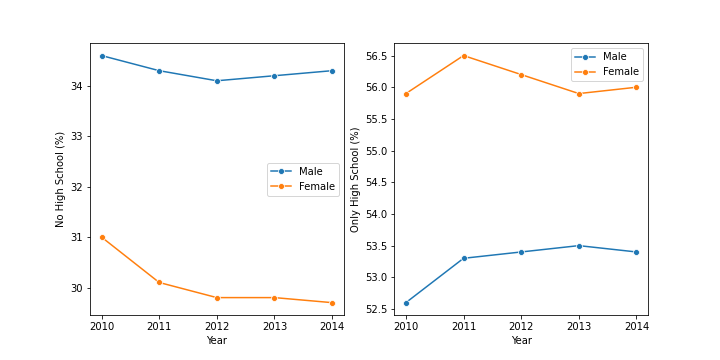 No High School (%)
34
33
32
31
30
2010 2011 2012 2013 2014
Year
Male
Female
Only High School (%)
56.5
56.0
55.5
55.0
54.5
54.0
53.5
53.0
52.5
2010 2011 2012 2013 2014
Year
Male
Female